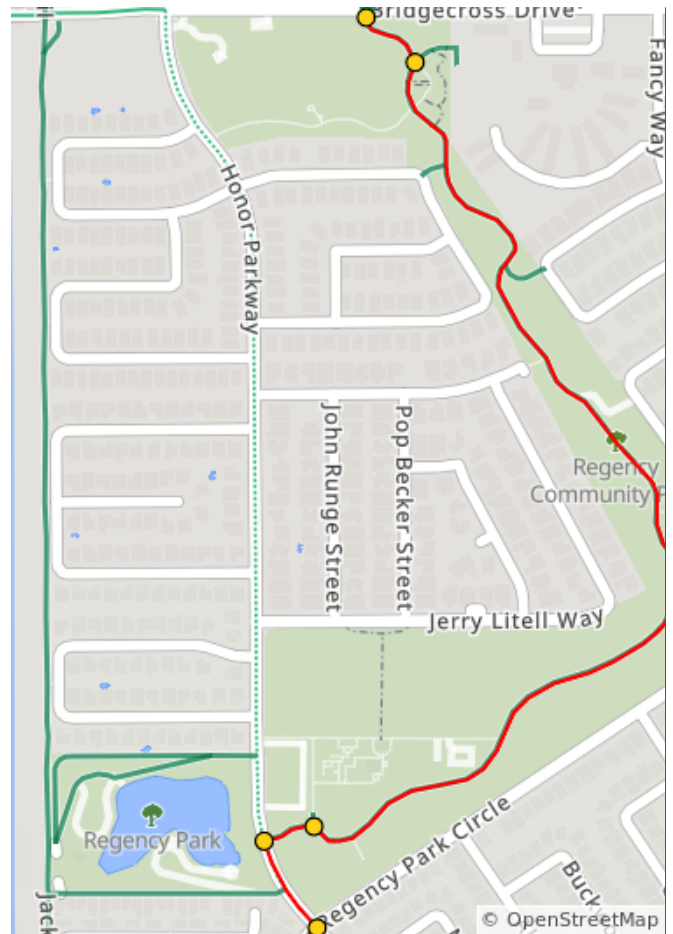 Bridgecross Drive
Fancy Way
Honor Parkway
John Runge Street
Pop Becker Street
Regency
Community P
Jerry Litell Way
Regency Park
Regency Park Circle
Buck
Jack
© OpenStreetMap